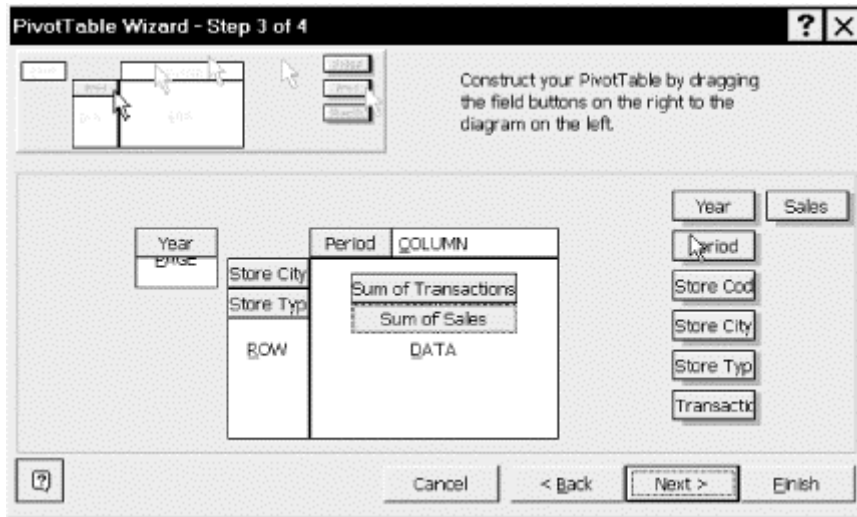 PivotTable Wizard - Step 3 of 4
? X
Construct your PivotTable by dragging
the field buttons on the right to the
diagram on the left.
Year
Sales
Year
Period
COLUMN
Period
PAGE
Store City
Sum of Transactions
Store Cod
Store Typ
Sum of Sales
Store City
ROW
DATA
Store Typ
Transactic
?
Cancel
< Back
Next >
Finish